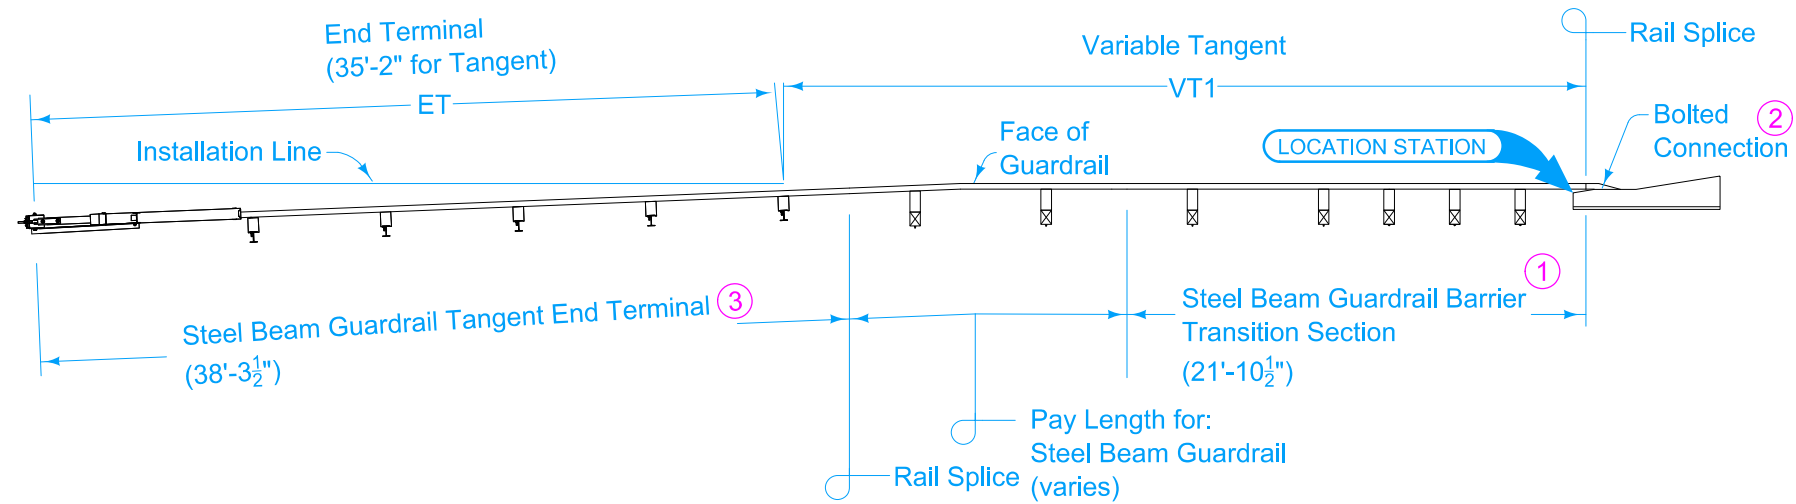 End Terminal
(35'-2" for Tangent)
ET
Variable Tangent
VT1
Rail Splice
Installation Line
Face of
Guardrail
LOCATION STATION
Bolted
Connection
2
Steel Beam Guardrail Tangent End Terminal
(38'-3½")
3
Steel Beam Guardrail Barrier
Transition Section
(21'-10½")
1
Pay Length for:
Steel Beam Guardrail
(varies)
Rail Splice